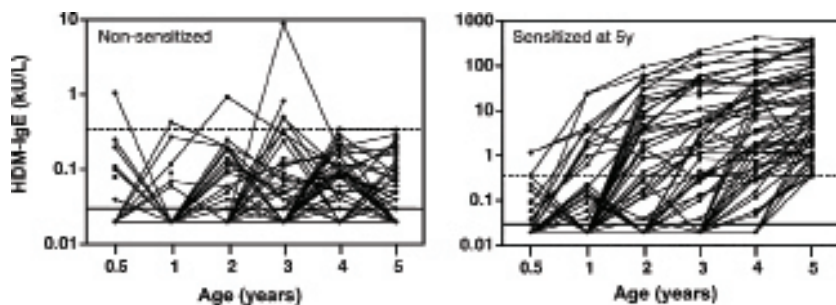 Non-sensitized
HDM-IgE (kU/L)
10
1
0.1
0.01
0.5 1 2 3 4 5
Age (years)
Sensitized at 5y
1000
100
10
1
0.1
0.01
0.5 1 2 3 4 5
Age (years)